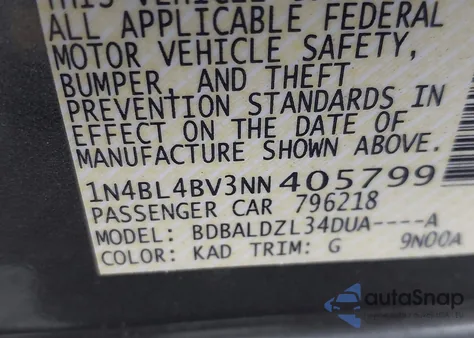 ALL APPLICABLE FEDERAL
MOTOR VEHICLE SAFETY,
BUMPER, AND THEFT
PREVENTION STANDARDS IN
EFFECT ON THE DATE OF
MANUFACTURE SHOWN ABOVE.
1N4BL4BV3NN405799
PASSENGER CAR 796218
MODEL: BDBALDZL34DUA----A
COLOR: KAD TRIM: G 9N00A
autoSnap